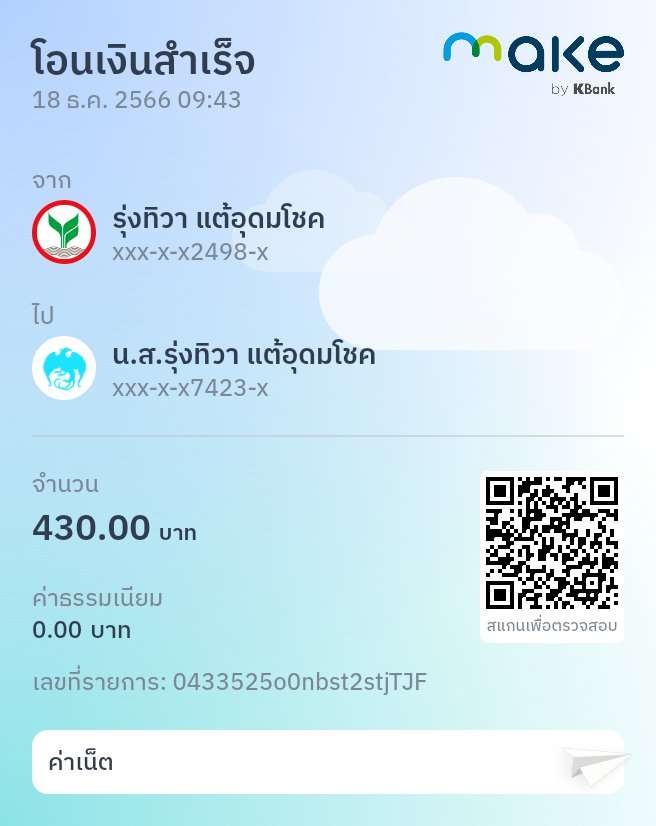 โอนเงินสำเร็จ
18 ธ.ค. 2566 09:43
make
by KBank
จาก
รุ่งทิวา แต้อุดมโชค
xxx-x-x2498-x
ไป
น.ส.รุ่งทิวา แต้อุดมโชค
xxx-x-x7423-x
จำนวน
430.00 บาท
ค่าธรรมเนียม
0.00 บาท
สแกนเพื่อตรวจสอบ
เลขที่รายการ: 0433525o0nbst2stjTJF
ค่าเน็ต